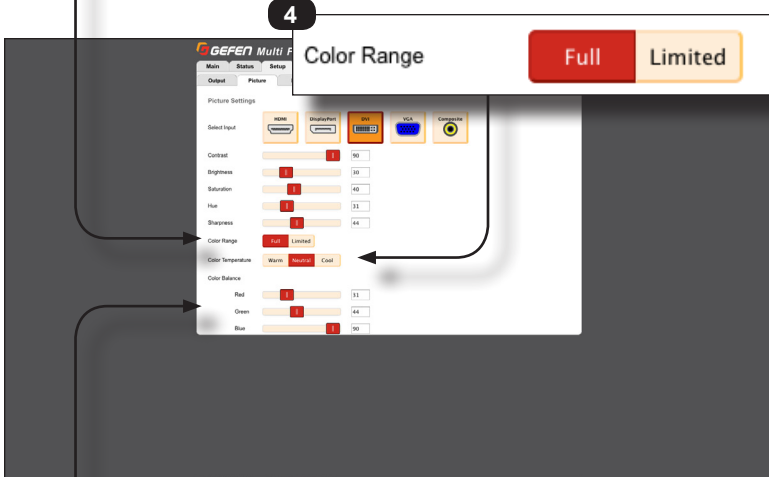 4
Color Range Full Limited
GEFEN Multi F
Main Status Setup
Output Picture
Picture Settings
HDMI DisplayPort DVI VGA Composite
Select Input
Contrast 90
Brightness 30
Saturation 40
Hue 31
Sharpness 44
Color Range Full Limited
Color Temperature Warm Neutral Cool
Color Balance
Red 31
Green 44
Blue 90